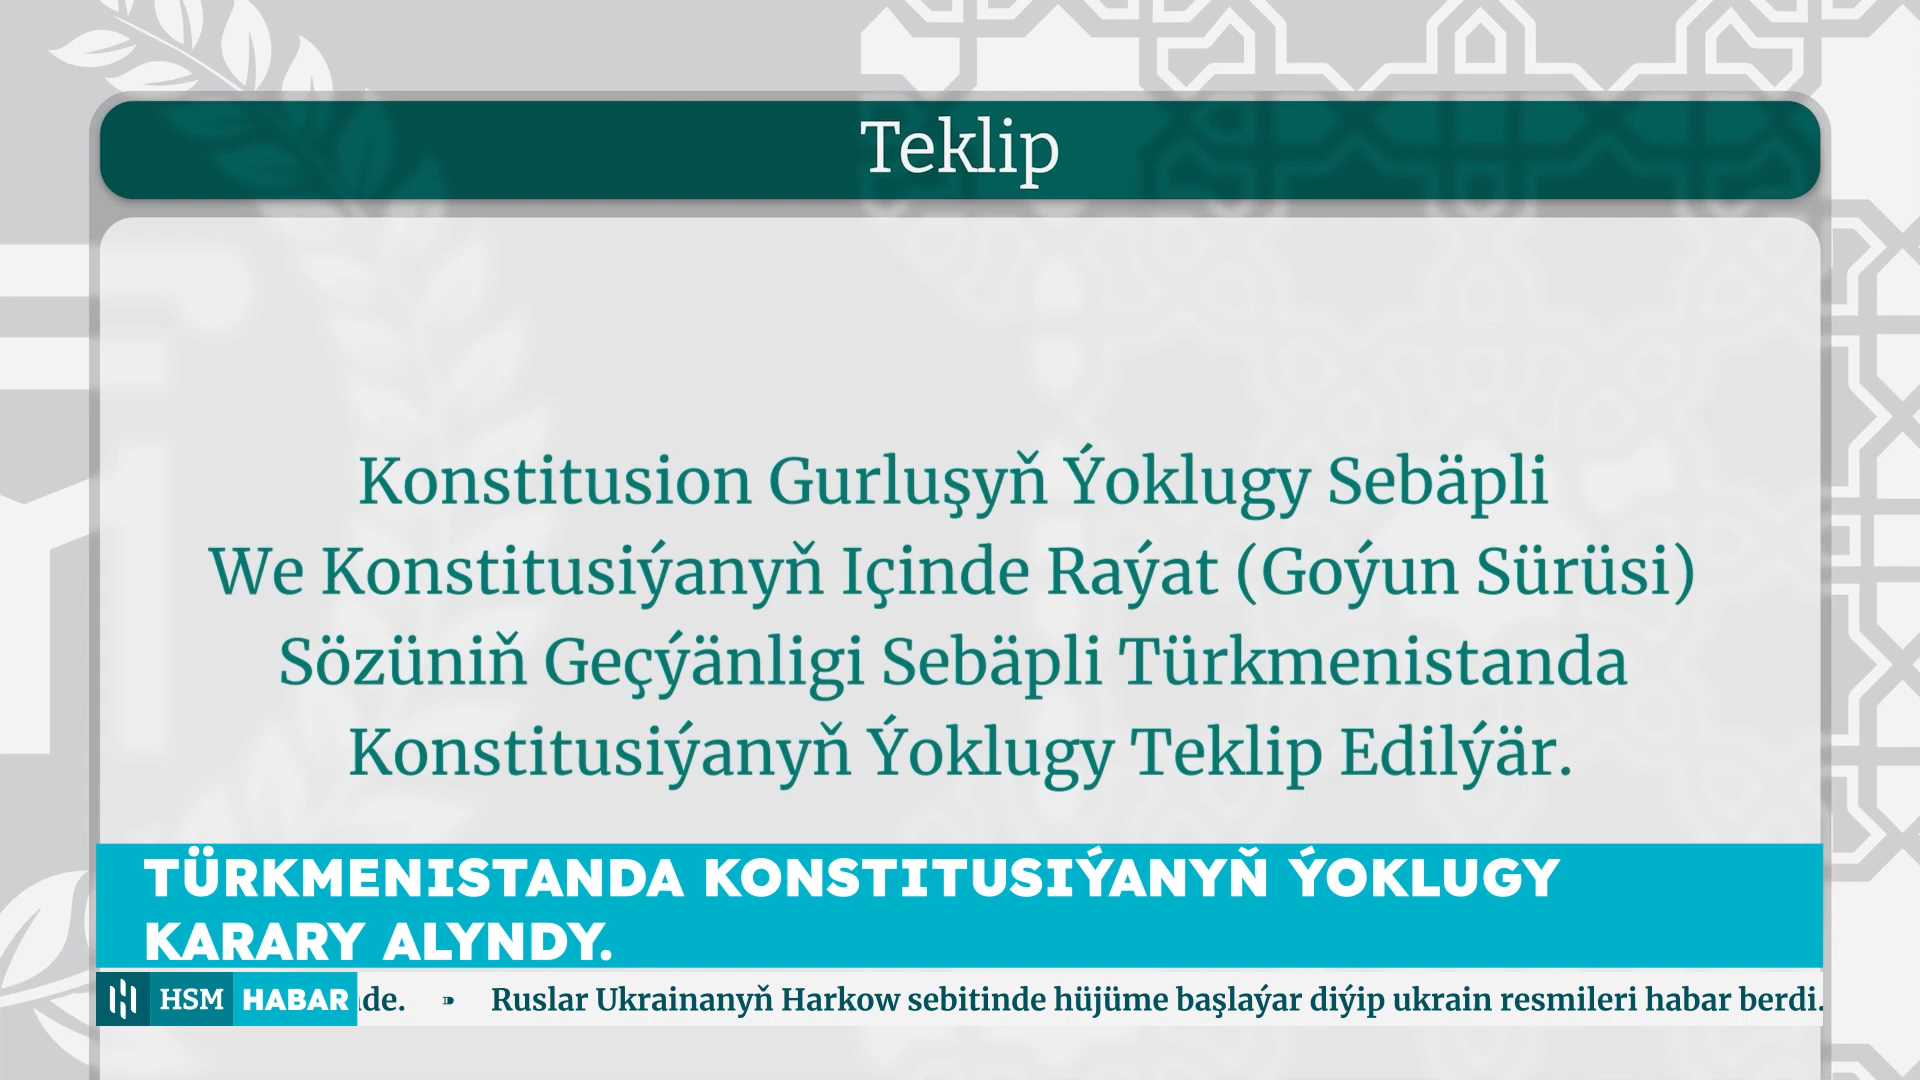 Teklip
Konstitusion Gurluşyň Ýoklugy Sebäpli
We Konstitusiýanyň Içinde Raýat (Goýun Sürüsi)
Sözüniň Geçýänligi Sebäpli Türkmenistanda
Konstitusiýanyň Ýoklugy Teklip Edilýär.
TÜRKMENISTANDA KONSTITUSIÝANYŇ ÝOKLUGY
KARARY ALYNDY.
HSM HABAR Ruslar Ukrainanyň Harkow sebitinde hüjüme başlaýar diýip ukrain resmileri habar berdi.